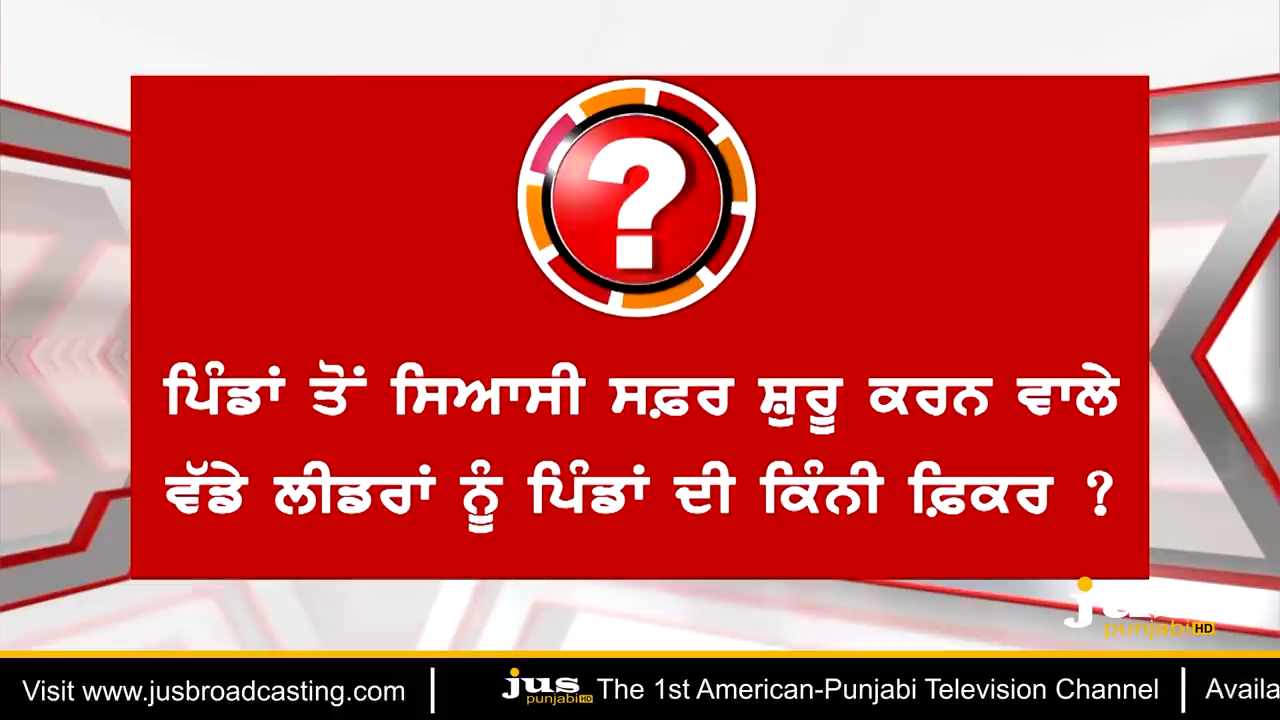 ?
ਪਿੰਡਾਂ ਤੋਂ ਸਿਆਸੀ ਸਫ਼ਰ ਸ਼ੁਰੂ ਕਰਨ ਵਾਲੇ
ਵੱਡੇ ਲੀਡਰਾਂ ਨੂੰ ਪਿੰਡਾਂ ਦੀ ਕਿੰਨੀ ਫ਼ਿਕਰ ?
punjabi HD
Visit www.jusbroadcasting.com | jus punjabi HD The 1st American-Punjabi Television Channel | Availa